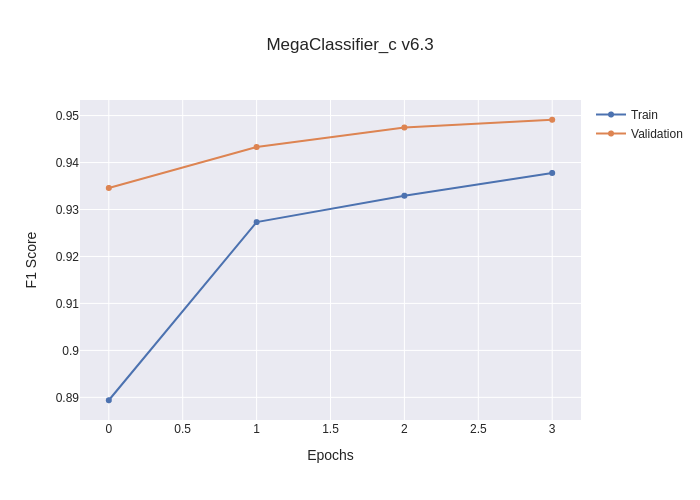 MegaClassifier_c v6.3
Train
Validation
F1 Score
0.95
0.94
0.93
0.92
0.91
0.9
0.89
0 0.5 1 1.5 2 2.5 3
Epochs